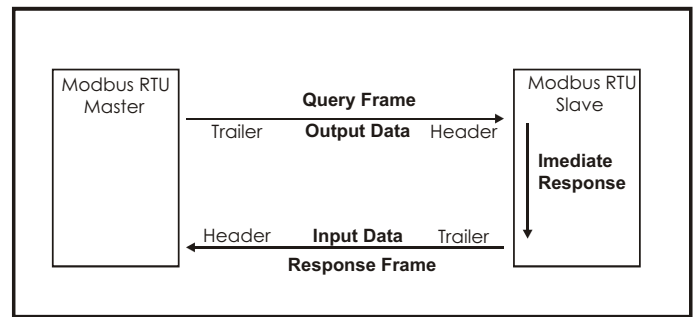 Modbus RTU
Master
Query Frame
Trailer Output Data Header
Modbus RTU
Slave
Imediate
Response
Header Input Data Trailer
Response Frame